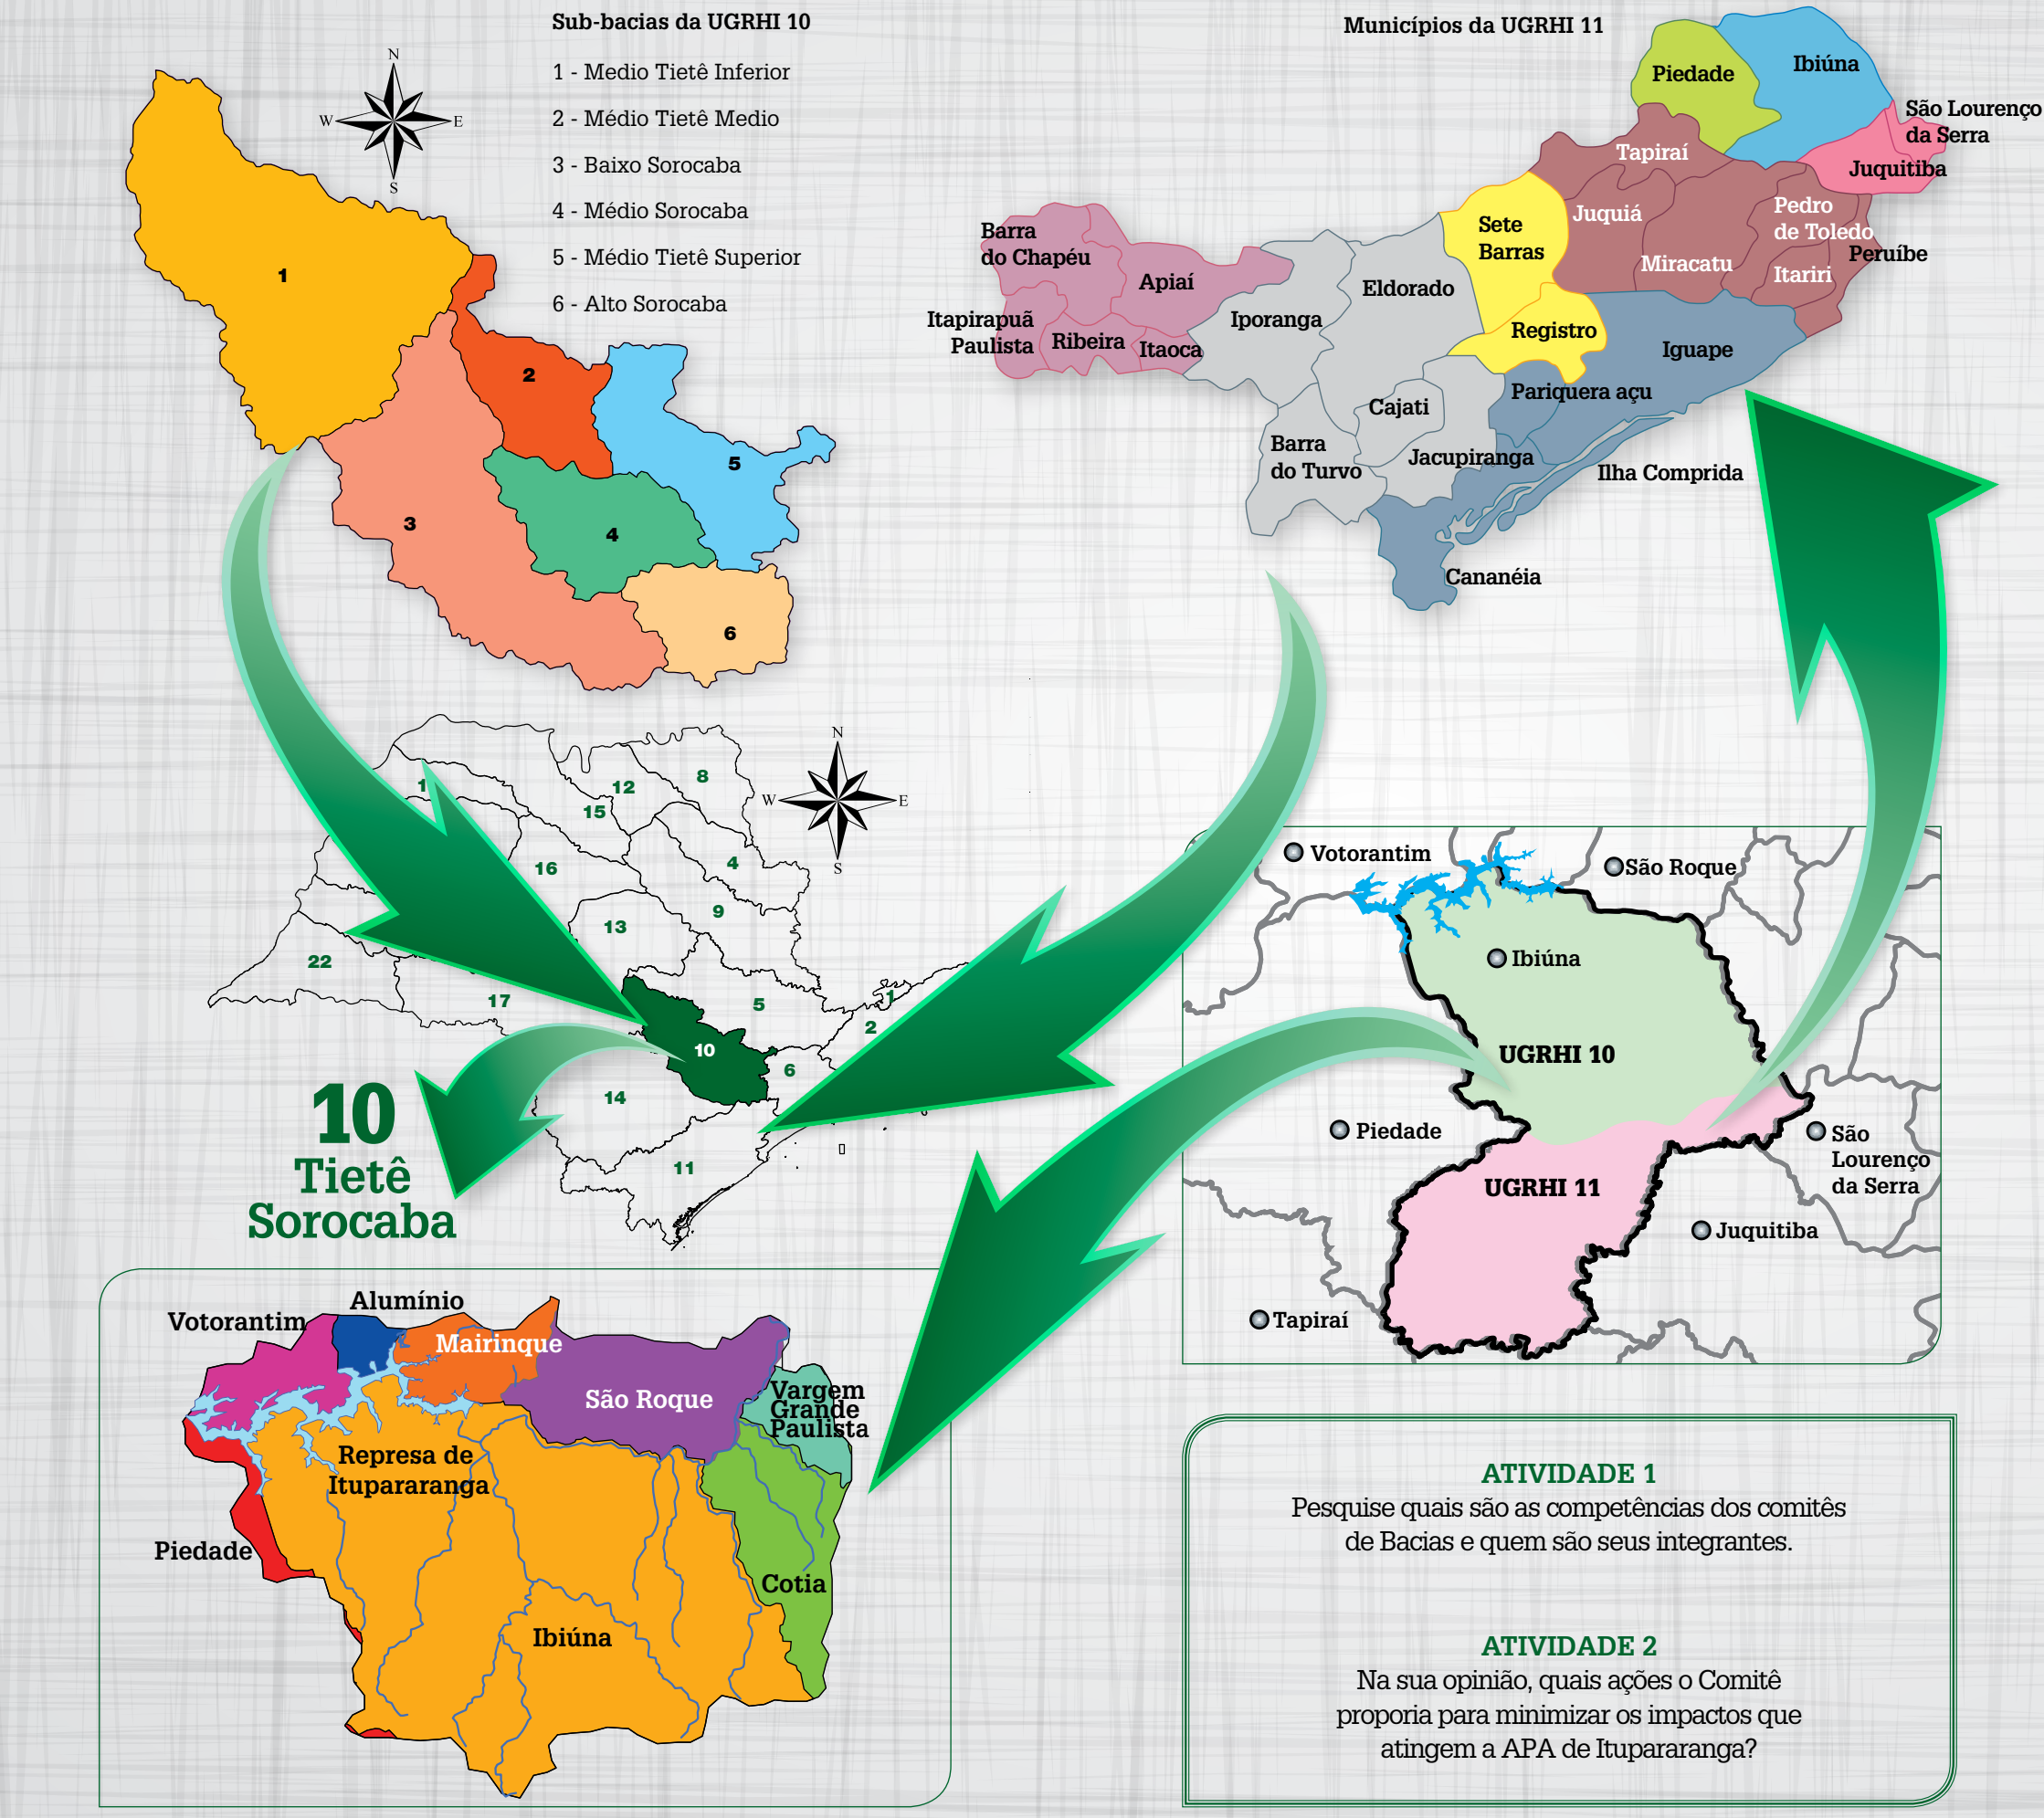 Sub-bacias da UGRHI 10
1 - Medio Tietê Inferior
2 - Médio Tietê Medio
3 - Baixo Sorocaba
4 - Médio Sorocaba
5 - Médio Tietê Superior
6 - Alto Sorocaba
N
W
E
S
1
2
3
4
5
6
Municípios da UGRHI 11
Piedade
Ibiúna
São Lourenço
da Serra
Juquitiba
Tapiraí
Juquiá
Pedro
de Toledo
Peruíbe
Miracatu
Itariri
Sete
Barras
Registro
Barra
do Chapéu
Apiaí
Itapirapuã
Paulista
Ribeira
Itaoca
Iporanga
Eldorado
Iguape
Pariquera açu
Cajati
Barra
do Turvo
Jacupiranga
Ilha Comprida
Cananéia
N
W
E
S
1
12
8
15
16
4
9
13
22
17
5
1
2
10
6
14
11
10
Tietê
Sorocaba
Votorantim
São Roque
Ibiúna
UGRHI 10
Piedade
São
Lourenço
da Serra
UGRHI 11
Juquitiba
Tapiraí
Votorantim
Alumínio
Mairinque
São Roque
Vargem
Grande
Paulista
Represa de
Itupararanga
Piedade
Cotia
Ibiúna
ATIVIDADE 1
Pesquise quais são as competências dos comitês
de Bacias e quem são seus integrantes.
ATIVIDADE 2
Na sua opinião, quais ações o Comitê
proporia para minimizar os impactos que
atingem a APA de Itupararanga?